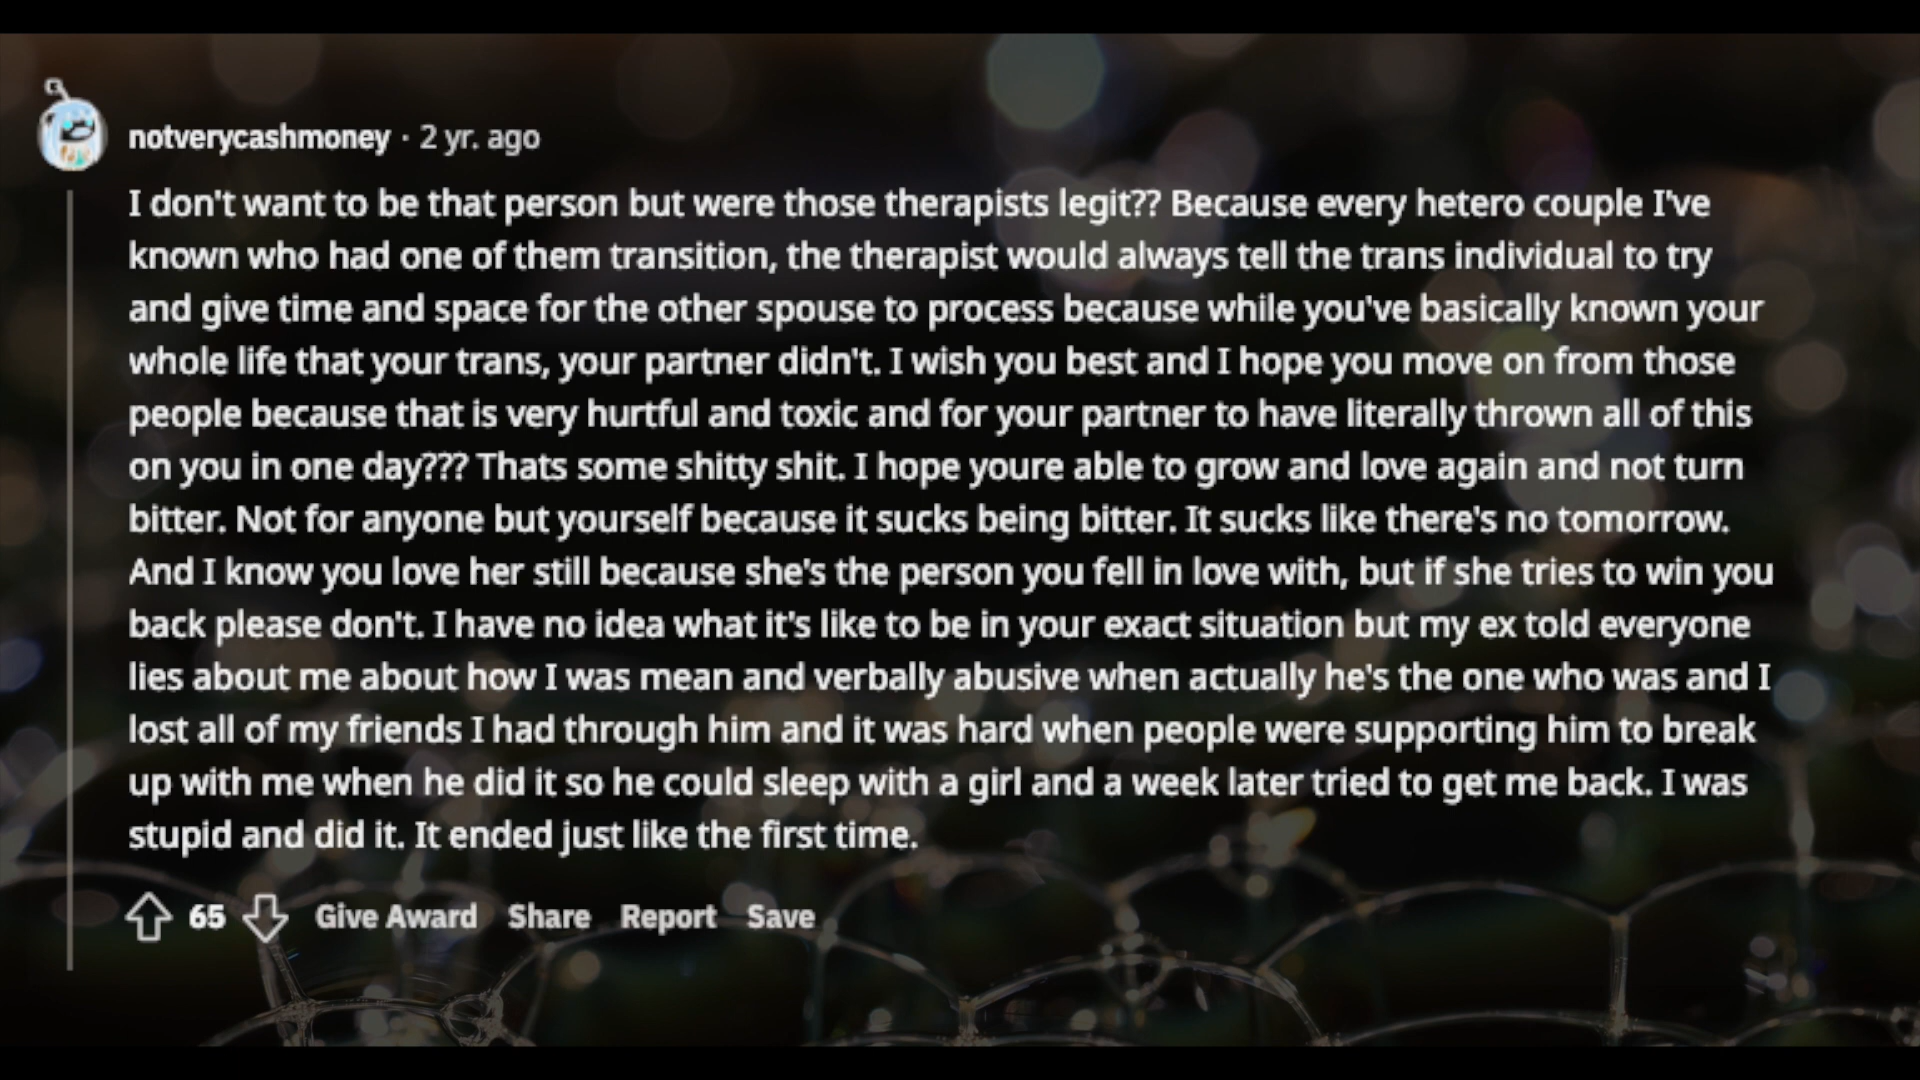 notverycashmoney · 2 yr. ago
I don't want to be that person but were those therapists legit?? Because every hetero couple I've
known who had one of them transition, the therapist would always tell the trans individual to try
and give time and space for the other spouse to process because while you've basically known your
whole life that your trans, your partner didn't. I wish you best and I hope you move on from those
people because that is very hurtful and toxic and for your partner to have literally thrown all of this
on you in one day??? Thats some shitty shit. I hope youre able to grow and love again and not turn
bitter. Not for anyone but yourself because it sucks being bitter. It sucks like there's no tomorrow.
And I know you love her still because she's the person you fell in love with, but if she tries to win you
back please don't. I have no idea what it's like to be in your exact situation but my ex told everyone
lies about me about how I was mean and verbally abusive when actually he's the one who was and I
lost all of my friends I had through him and it was hard when people were supporting him to break
up with me when he did it so he could sleep with a girl and a week later tried to get me back. I was
stupid and did it. It ended just like the first time.
65 Give Award Share Report Save